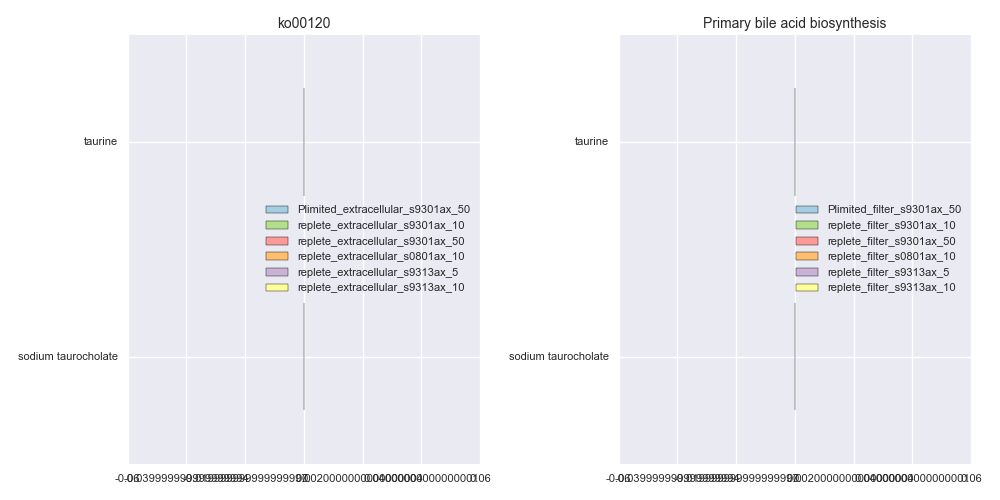 ko00120
taurine
Plimited_extracellular_s9301ax_50
replete_extracellular_s9301ax_10
replete_extracellular_s9301ax_50
replete_extracellular_s0801ax_10
replete_extracellular_s9313ax_5
replete_extracellular_s9313ax_10
sodium taurocholate
Primary bile acid biosynthesis
taurine
Plimited_filter_s9301ax_50
replete_filter_s9301ax_10
replete_filter_s9301ax_50
replete_filter_s0801ax_10
replete_filter_s9313ax_5
replete_filter_s9313ax_10
sodium taurocholate